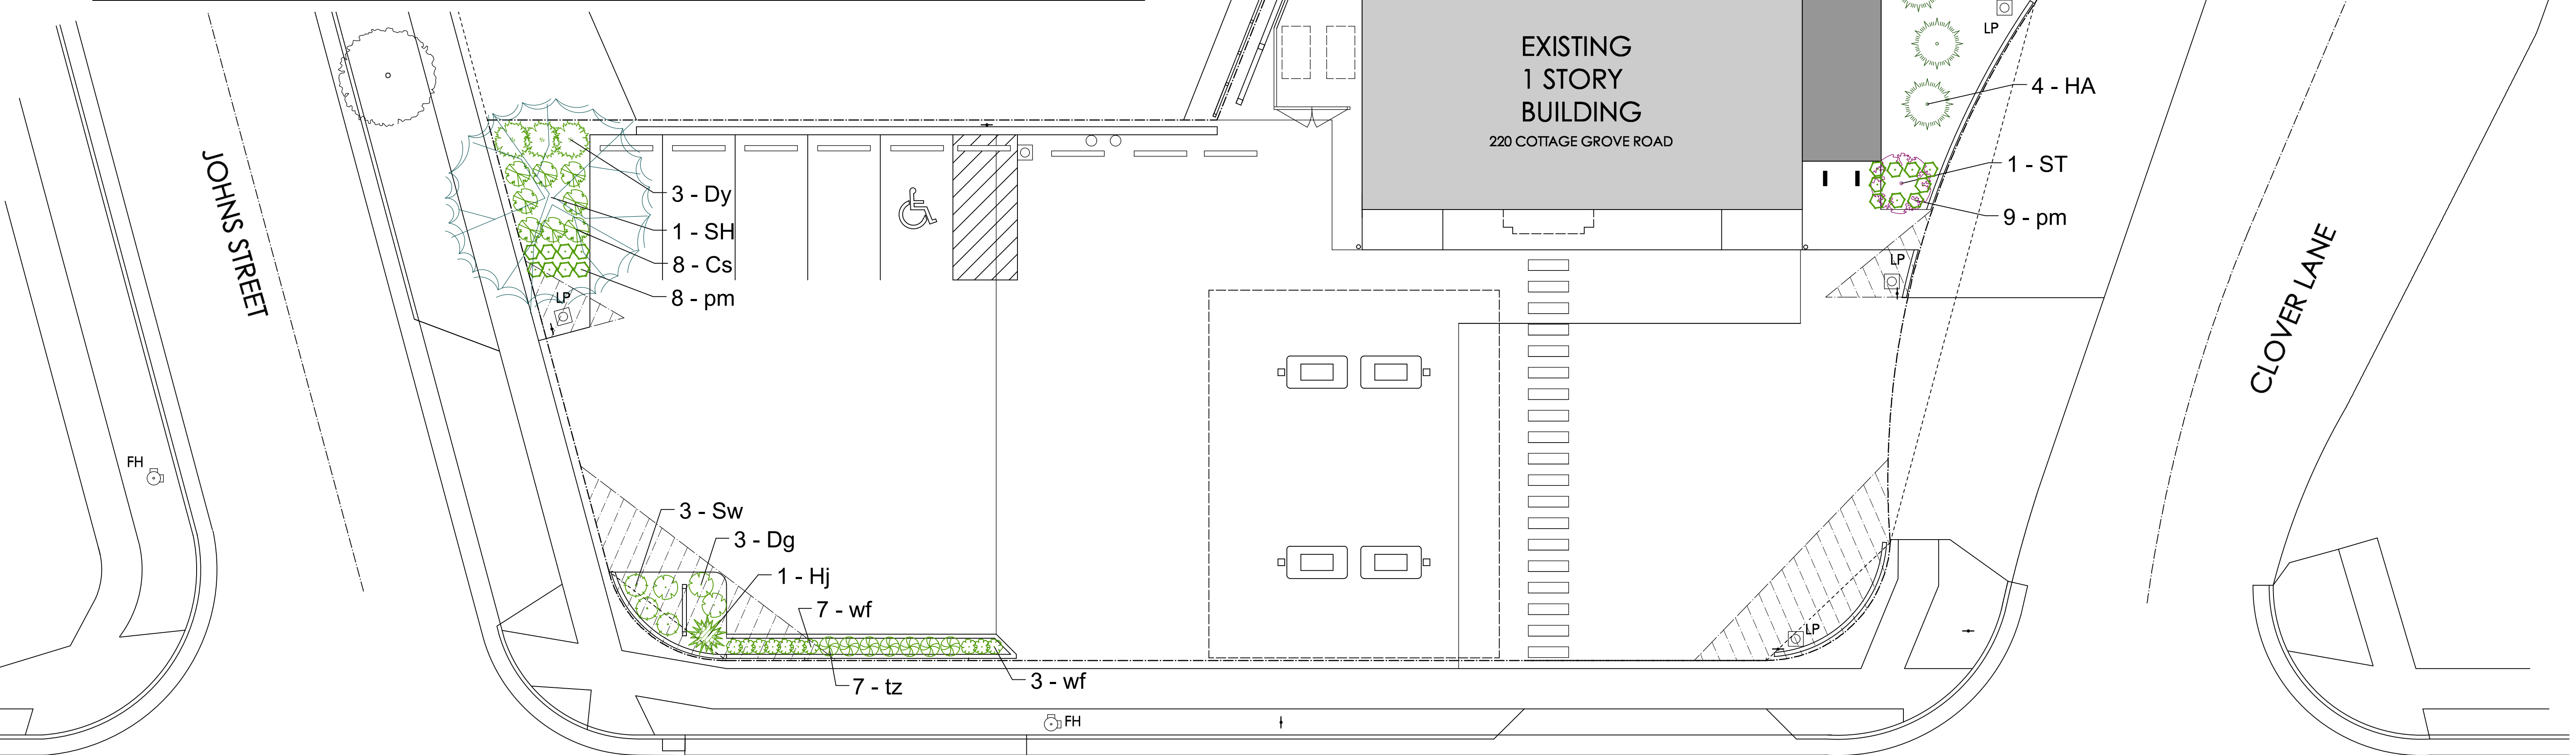 LP
EXISTING
1 STORY
BUILDING
220 COTTAGE GROVE ROAD
4 - HA
JOHNS STREET
3 - Dy
1 - SH
8 - Cs
8 - pm
LP
1 - ST
9 - pm
LP
CLOVER LANE
FH
3 - Sw
3 - Dg
1 - Hj
7 - wf
7 - tz
3 - wf
LP
FH